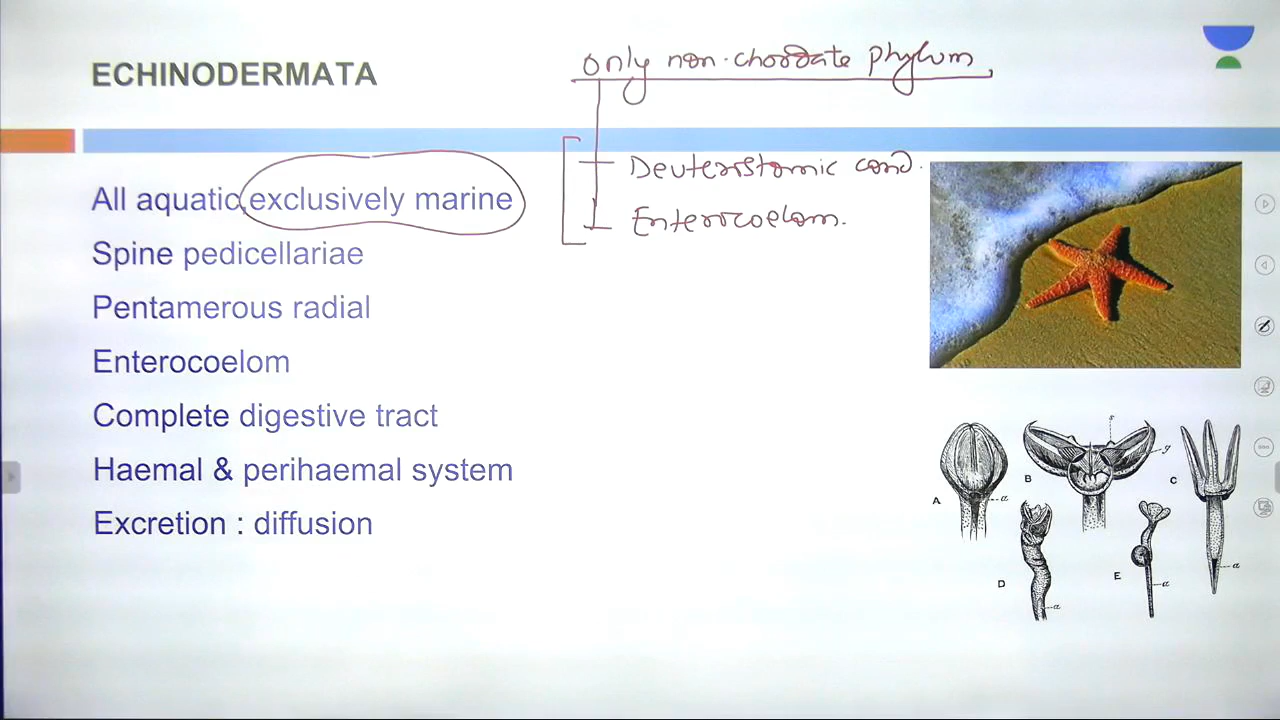 ECHINODERMATA
only non-chordate phylum
Deuterostomic cond.
Enterocoelom.
All aquatic, exclusively marine
Spine pedicellariae
Pentamerous radial
Enterocoelom
Complete digestive tract
Haemal & perihaemal system
Excretion : diffusion
s
g
A
a
B
C
D
a
E
a
a